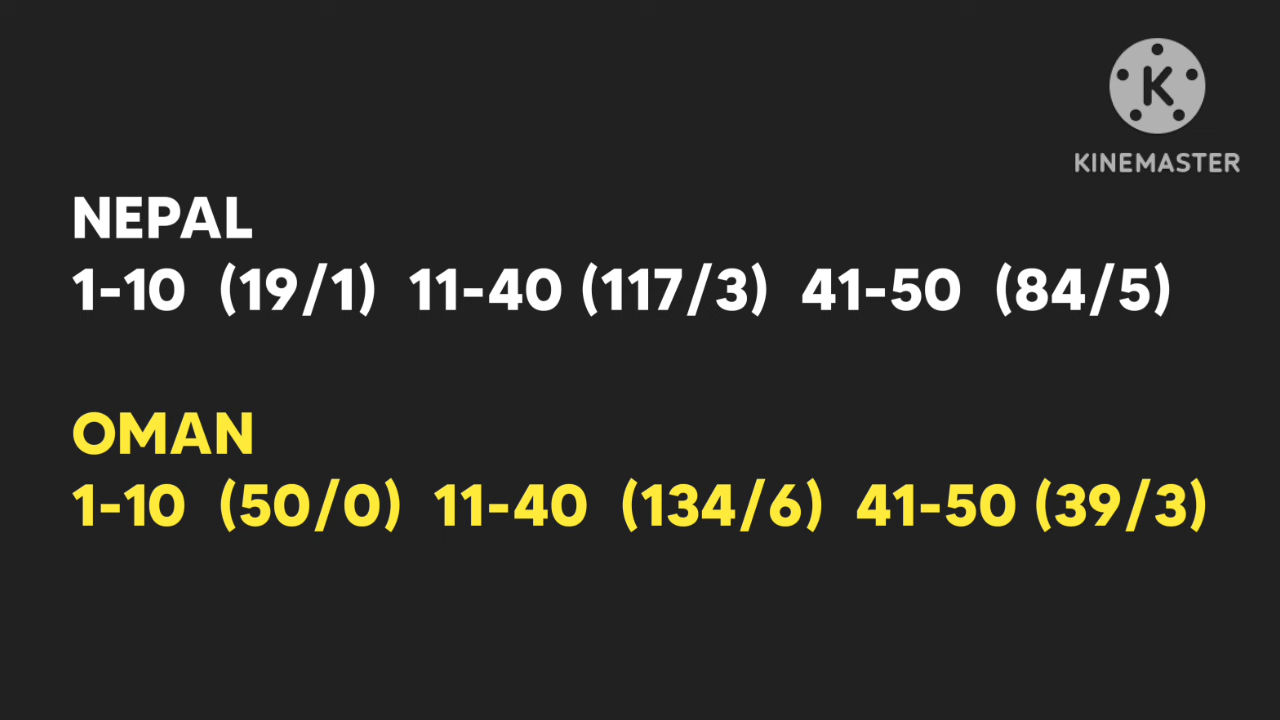 K
KINEMASTER
NEPAL
1-10 (19/1) 11-40 (117/3) 41-50 (84/5)
OMAN
1-10 (50/0) 11-40 (134/6) 41-50 (39/3)